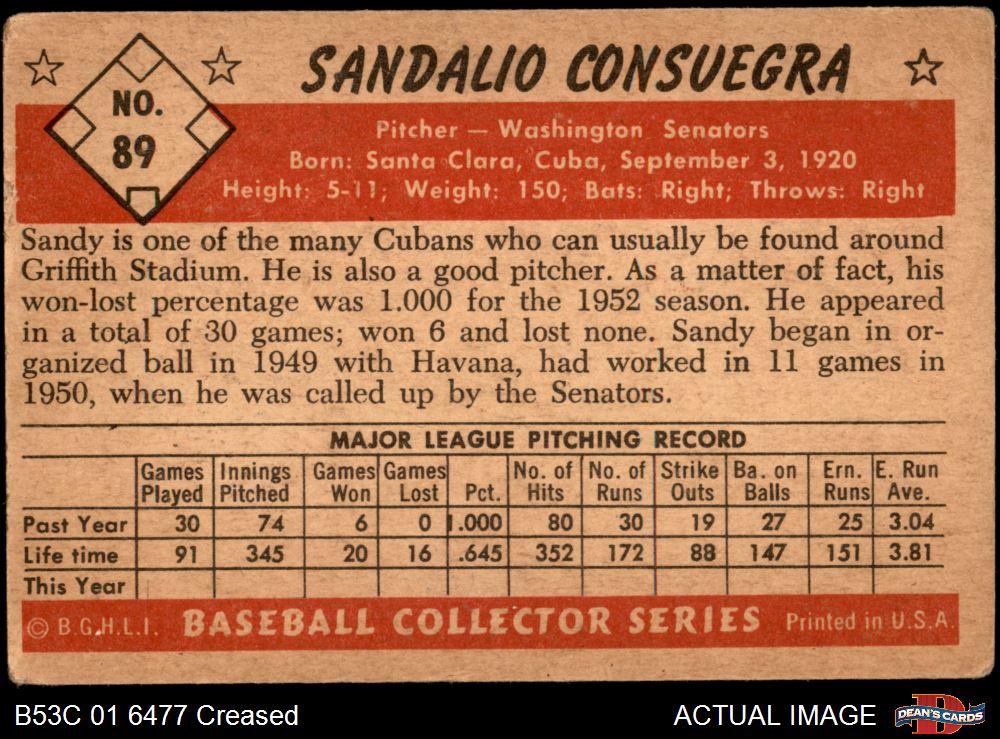 SANDALIO CONSUEGRA
NO.
89
Pitcher — Washington Senators
Born: Santa Clara, Cuba, September 3, 1920
Height: 5-11; Weight: 150; Bats: Right; Throws: Right
Sandy is one of the many Cubans who can usually be found around
Griffith Stadium. He is also a good pitcher. As a matter of fact, his
won-lost percentage was 1.000 for the 1952 season. He appeared
in a total of 30 games; won 6 and lost none. Sandy began in or-
ganized ball in 1949 with Havana, had worked in 11 games in
1950, when he was called up by the Senators.
MAJOR LEAGUE PITCHING RECORD
Games Innings Games Games No. of No. of Strike Ba. on Ern. E. Run
Played Pitched Won Lost Pct. Hits Runs Outs Balls Runs Ave.
Past Year 30 74 6 0 1.000 80 30 19 27 25 3.04
Life time 91 345 20 16 .645 352 172 88 147 151 3.81
This Year
© B.G.H.L.I. BASEBALL COLLECTOR SERIES Printed in U.S.A.
B53C 01 6477 Creased ACTUAL IMAGE D DEAN'S CARDS